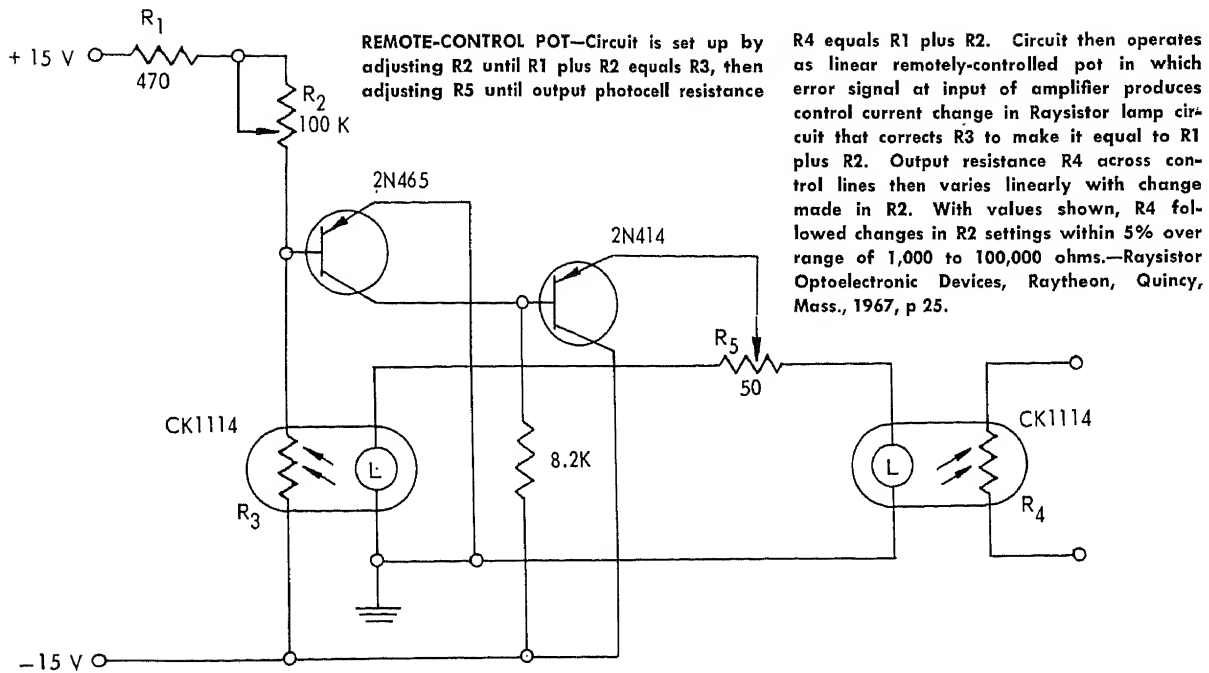 REMOTE-CONTROL POT—Circuit is set up by
adjusting R2 until R1 plus R2 equals R3, then
adjusting R5 until output photocell resistance
R4 equals R1 plus R2. Circuit then operates
as linear remotely-controlled pot in which
error signal at input of amplifier produces
control current change in Raysistor lamp cir-
cuit that corrects R3 to make it equal to R1
plus R2. Output resistance R4 across con-
trol lines then varies linearly with change
made in R2. With values shown, R4 fol-
lowed changes in R2 settings within 5% over
range of 1,000 to 100,000 ohms.—Raysistor
Optoelectronic Devices, Raytheon, Quincy,
Mass., 1967, p 25.
R1
+ 15 V
470
R2
100 K
2N465
2N414
R5
50
CK1114
L
R3
8.2K
CK1114
L
R4
−15 V